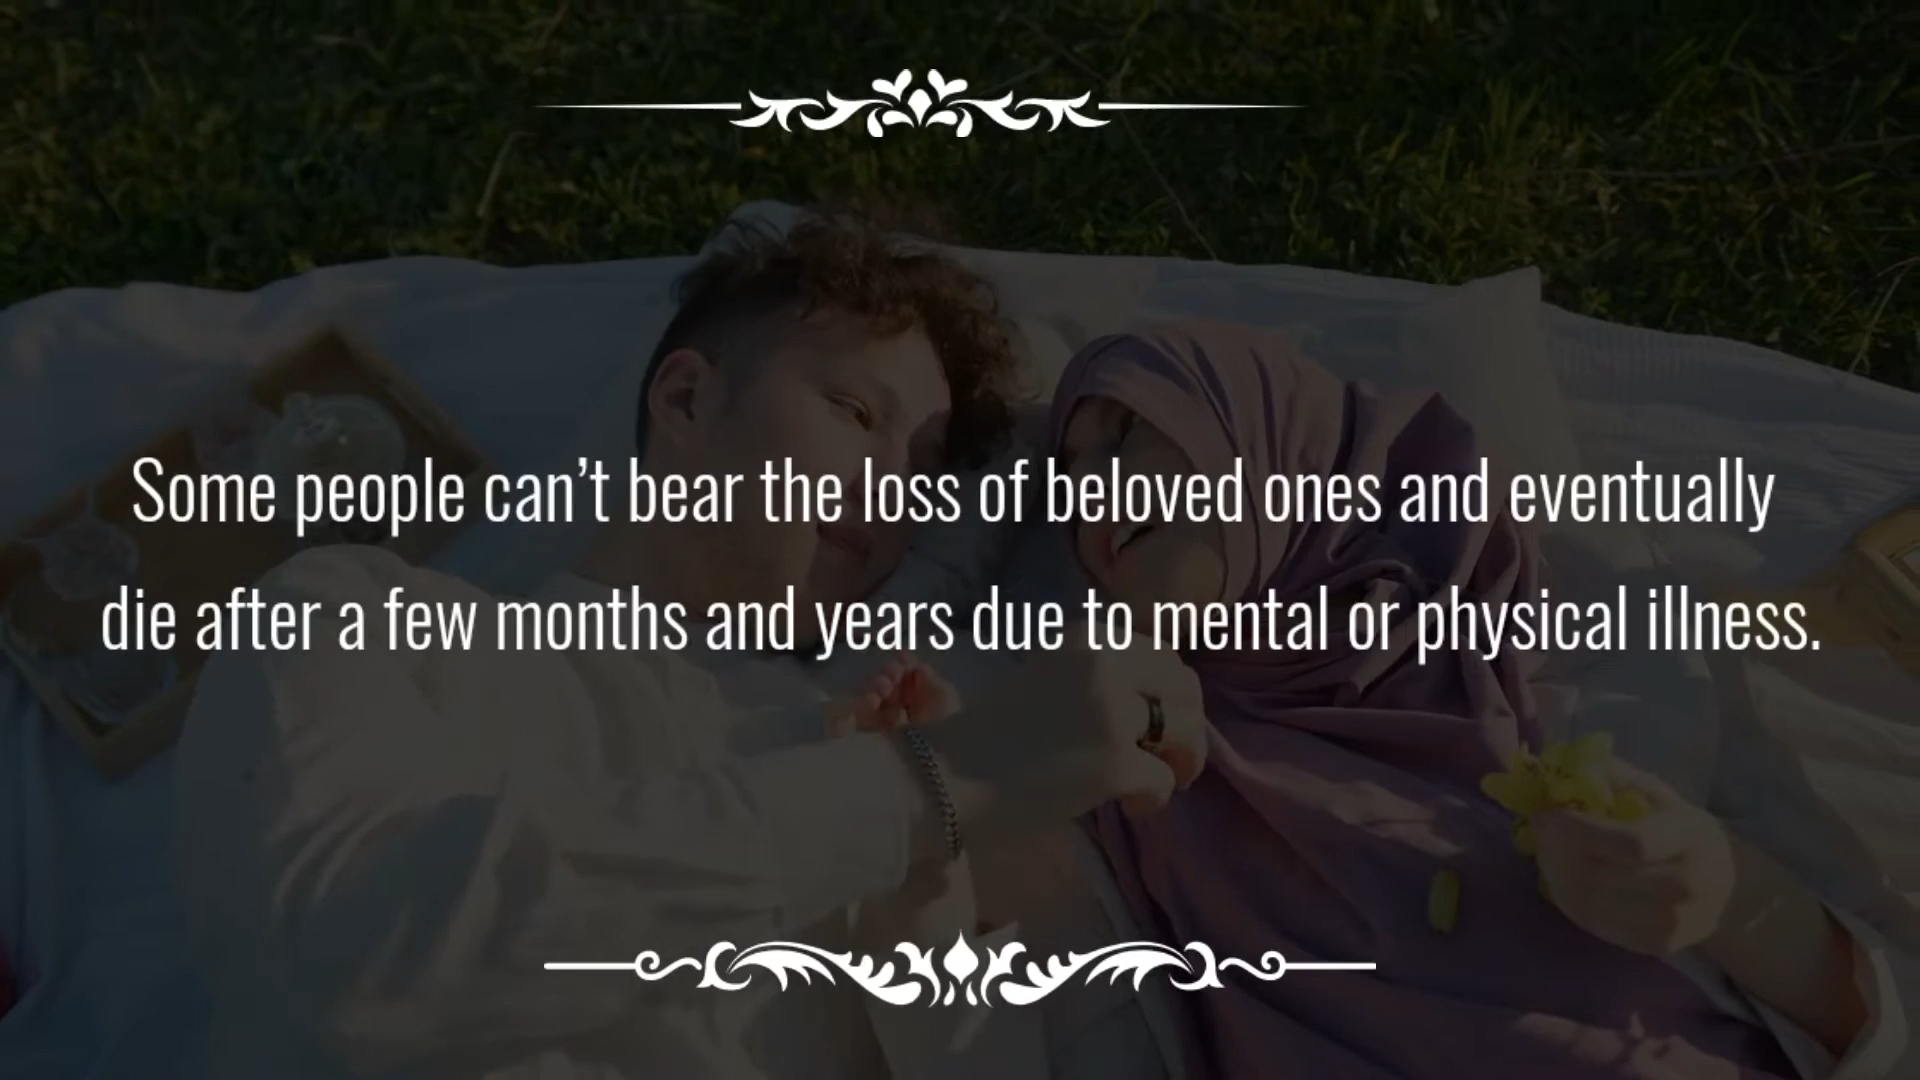 Some people can’t bear the loss of beloved ones and eventually
die after a few months and years due to mental or physical illness.